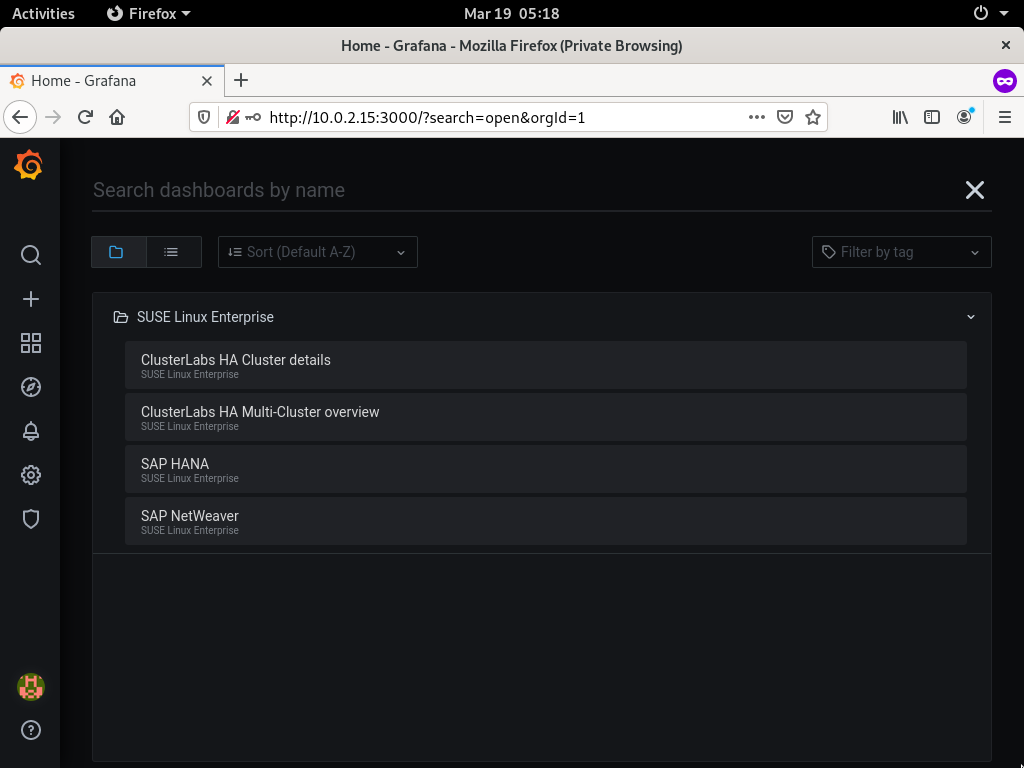 Activities
Firefox
Mar 19 05:18
Home - Grafana - Mozilla Firefox (Private Browsing)
Home - Grafana
http://10.0.2.15:3000/?search=open&orgId=1
Search dashboards by name
Sort (Default A-Z)
Filter by tag
SUSE Linux Enterprise
ClusterLabs HA Cluster details
SUSE Linux Enterprise
ClusterLabs HA Multi-Cluster overview
SUSE Linux Enterprise
SAP HANA
SUSE Linux Enterprise
SAP NetWeaver
SUSE Linux Enterprise